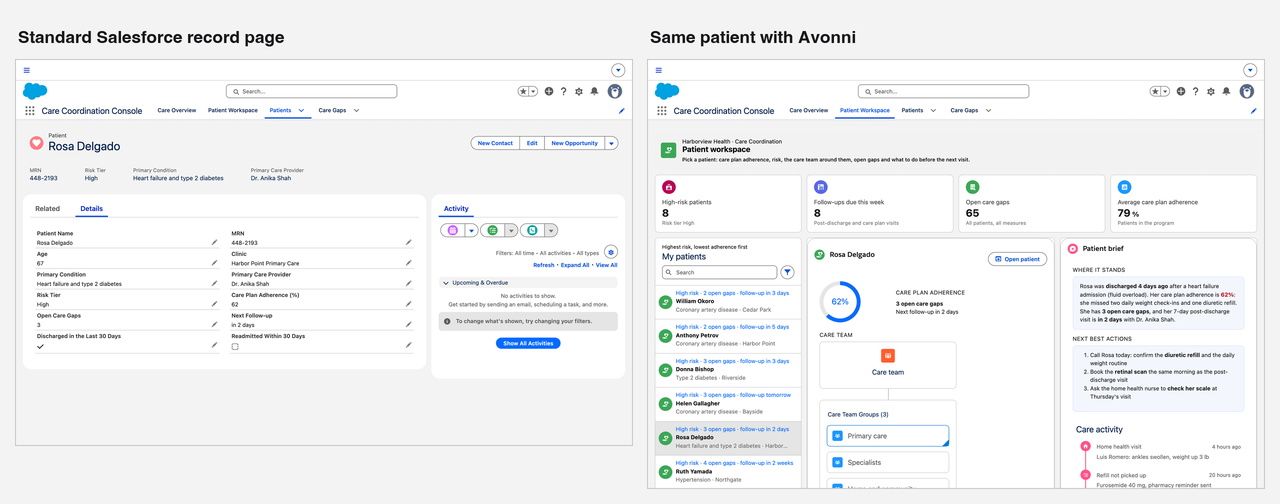 Standard Salesforce record page
Search...
Care Coordination Console
Care Overview
Patient Workspace
Patients
Care Gaps
Patient
Rosa Delgado
New Contact
Edit
New Opportunity
MRN
448-2193
Risk Tier
High
Primary Condition
Heart failure and type 2 diabetes
Primary Care Provider
Dr. Anika Shah
Related
Details
Patient Name
Rosa Delgado
MRN
448-2193
Age
67
Clinic
Harbor Point Primary Care
Primary Condition
Heart failure and type 2 diabetes
Primary Care Provider
Dr. Anika Shah
Risk Tier
High
Care Plan Adherence (%)
62
Open Care Gaps
3
Next Follow-up
in 2 days
Discharged in the Last 30 Days
Readmitted Within 30 Days
Activity
Filters: All time • All activities • All types
Refresh • Expand All • View All
Upcoming & Overdue
No activities to show.
Get started by sending an email, scheduling a task, and more.
To change what's shown, try changing your filters.
Show All Activities
Same patient with Avonni
Search...
Care Coordination Console
Care Overview
Patient Workspace
Patients
Care Gaps
Harborview Health · Care Coordination
Patient workspace
Pick a patient: care plan adherence, risk, the care team around them, open gaps and what to do before the next visit.
High-risk patients
8
Risk tier High
Follow-ups due this week
8
Post-discharge and care plan visits
Open care gaps
65
All patients, all measures
Average care plan adherence
79 %
Patients in the program
Highest risk, lowest adherence first
My patients
Search
High risk · 2 open gaps · follow-up in 3 days
William Okoro
Coronary artery disease · Cedar Park
High risk · 2 open gaps · follow-up in 5 days
Anthony Petrov
Coronary artery disease · Harbor Point
High risk · 3 open gaps · follow-up in 3 days
Donna Bishop
Type 2 diabetes · Riverside
High risk · 3 open gaps · follow-up tomorrow
Helen Gallagher
Coronary artery disease · Bayside
High risk · 3 open gaps · follow-up in 2 days
Rosa Delgado
Heart failure and type 2 diabetes · Harbor...
High risk · 4 open gaps · follow-up in 2 weeks
Ruth Yamada
Hypertension · Northgate
Rosa Delgado
Open patient
62%
CARE PLAN ADHERENCE
3 open care gaps
Next follow-up in 2 days
CARE TEAM
Care team
Care Team Groups (3)
Primary care
Specialists
Patient brief
WHERE IT STANDS
Rosa was discharged 4 days ago after a heart
failure admission (fluid overload). Her care plan adherence is 62%:
she missed two daily weight check-ins and one diuretic refill.
She has 3 open care gaps, and her 7-day post-discharge
visit is in 2 days with Dr. Anika Shah.
NEXT BEST ACTIONS
1. Call Rosa today: confirm the diuretic refill and the daily
weight routine
2. Book the retinal scan the same morning as the post-
discharge visit
3. Ask the home health nurse to check her scale at
Thursday's visit
Care activity
Home health visit
4 hours ago
Luis Romero: ankles swollen, weight up 3 lb
Refill not picked up
20 hours ago
Furosemide 40 mg, pharmacy reminder sent